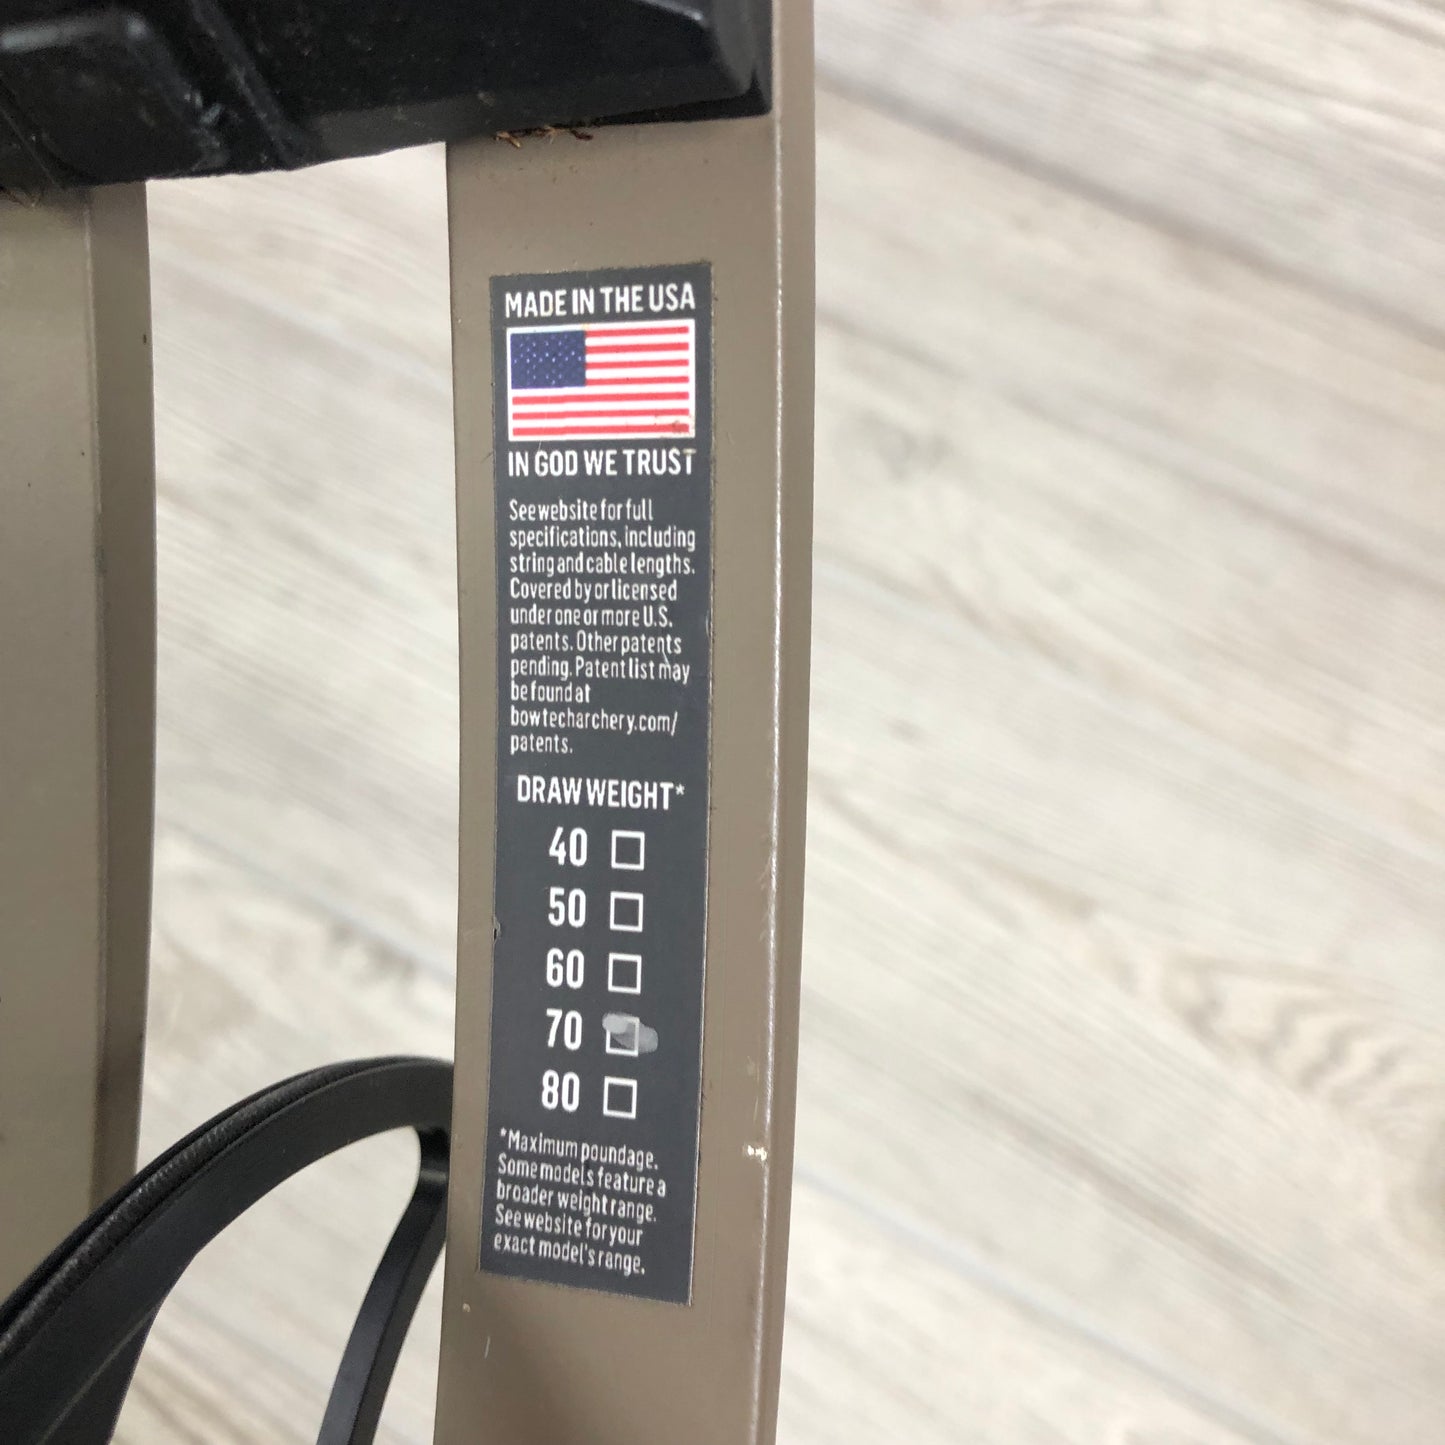 MADE IN THE USA
IN GOD WE TRUST
See website for full
specifications, including
string and cable lengths.
Covered by or licensed
under one or more U.S.
patents. Other patents
pending. Patent list may
be found at
bowtecharchery.com/
patents.
DRAW WEIGHT*
40
50
60
70
80
*Maximum poundage.
Some models feature a
broader weight range.
See website for your
exact model's range.